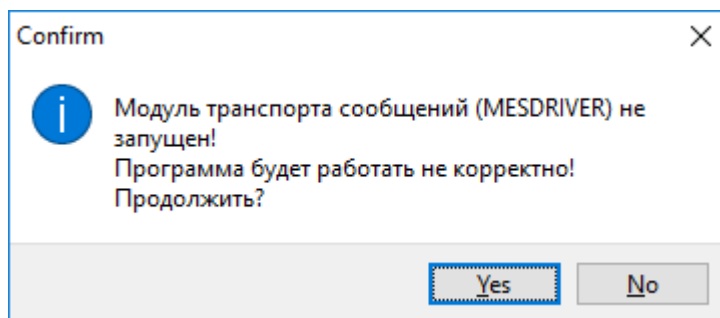 Confirm
Модуль транспорта сообщений (MESDRIVER) не
запущен!
Программа будет работать не корректно!
Продолжить?
Yes
No